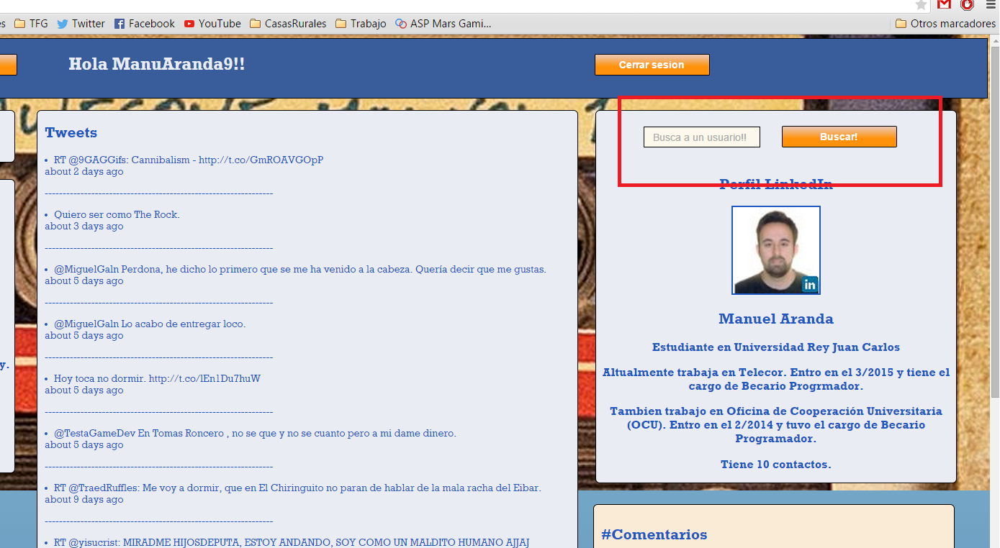 s TFG Twitter Facebook YouTube CasasRurales Trabajo ASP Mars Gami... Otros marcadores
Hola ManuAranda9!!
Cerrar sesion
Tweets
• RT @9GAGGifs: Cannibalism - http://t.co/GmROAVGOpP
about 2 days ago
----------------------------------------------------------------
• Quiero ser como The Rock.
about 3 days ago
----------------------------------------------------------------
• @MiguelGaln Perdona, he dicho lo primero que se me ha venido a la cabeza. Quería decir que me gustas.
about 5 days ago
----------------------------------------------------------------
• @MiguelGaln Lo acabo de entregar loco.
about 5 days ago
----------------------------------------------------------------
• Hoy toca no dormir. http://t.co/lEn1Du7huW
about 5 days ago
----------------------------------------------------------------
• @TestaGameDev En Tomas Roncero , no se que y no se cuanto pero a mi dame dinero.
about 5 days ago
----------------------------------------------------------------
• RT @TraedRuffles: Me voy a dormir, que en El Chiringuito no paran de hablar de la mala racha del Eibar.
about 9 days ago
----------------------------------------------------------------
• RT @yisucrist: MIRADME HIJOSDEPUTA, ESTOY ANDANDO, SOY COMO UN MALDITO HUMANO AJJAJ
y.
Busca a un usuario!!
Buscar!
Perfil LinkedIn
in
Manuel Aranda
Estudiante en Universidad Rey Juan Carlos
Altualmente trabaja en Telecor. Entro en el 3/2015 y tiene el
cargo de Becario Progrmador.
Tambien trabajo en Oficina de Cooperación Universitaria
(OCU). Entro en el 2/2014 y tuvo el cargo de Becario
Programador.
Tiene 10 contactos.
#Comentarios